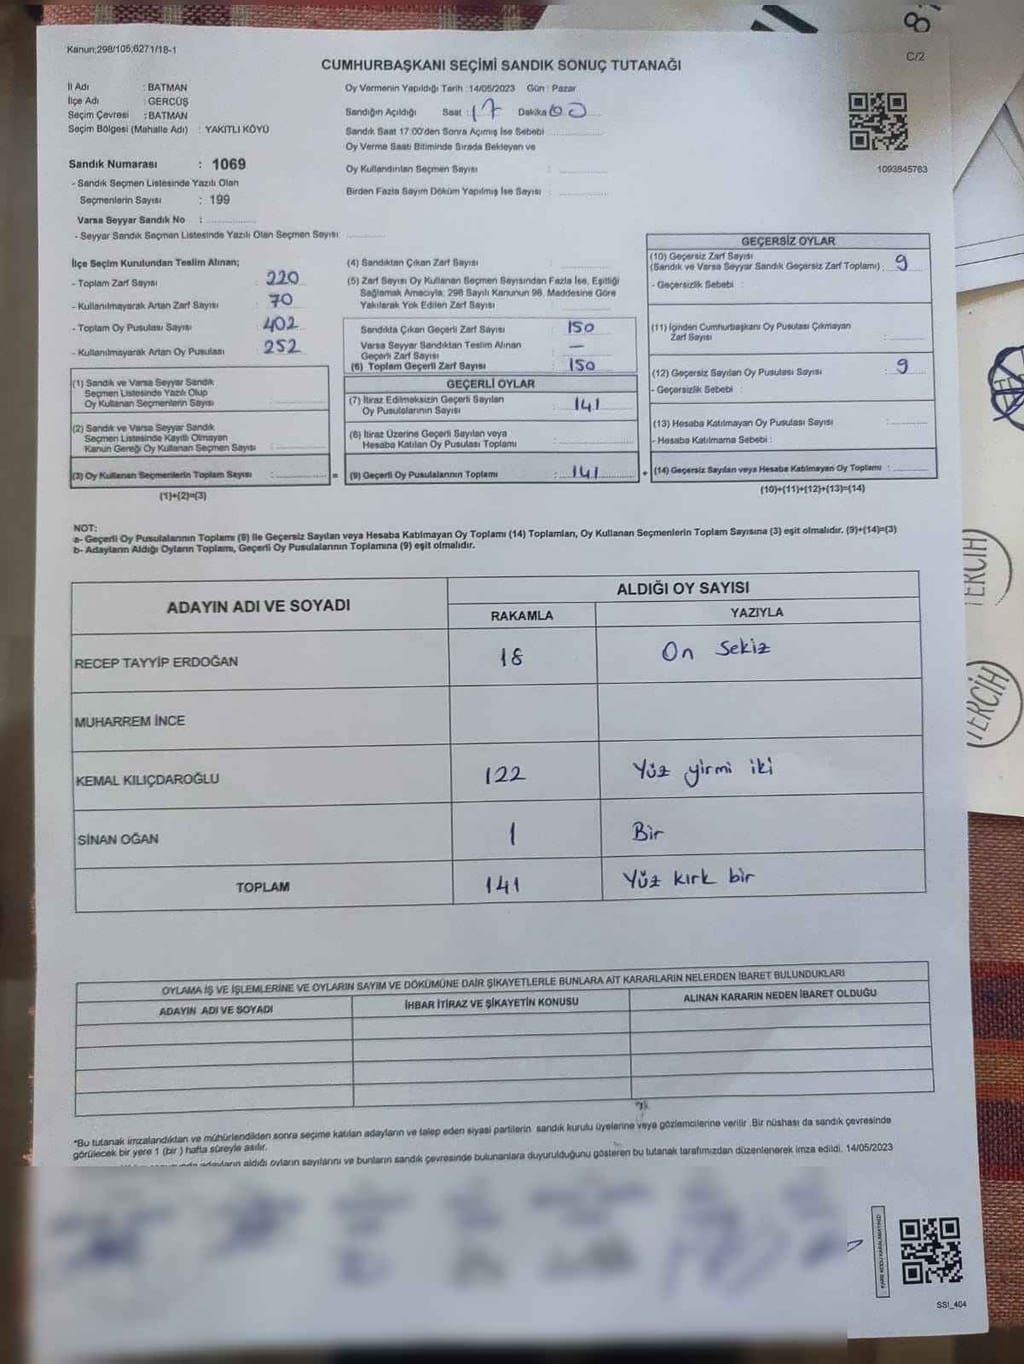 Kanun;298/105,6271/18-1
C/2
CUMHURBAŞKANI SEÇİMİ SANDIK SONUÇ TUTANAĞI
İl Adı : BATMAN
İlçe Adı : GERCÜŞ
Seçim Çevresi : BATMAN
Seçim Bölgesi (Mahalle Adı) : YAKITLI KÖYÜ
Sandık Numarası : 1069
- Sandık Seçmen Listesinde Yazılı Olan
Seçmenlerin Sayısı : 199
Varsa Seyyar Sandık No :
- Seyyar Sandık Seçmen Listesinde Yazılı Olan Seçmen Sayısı:
Oy Vermenin Yapıldığı Tarih :14/05/2023 Gün : Pazar
Sandığın Açıldığı Saat : 17 Dakika 00
Sandık Saat 17:00'den Sonra Açımış İse Sebebi
Oy Verme Saati Bitiminde Sırada Bekleyen ve
Oy Kullandırılan Seçmen Sayısı :
Birden Fazla Sayım Döküm Yapılmış İse Sayısı :
1093845763
İlçe Seçim Kurulundan Teslim Alınan;
- Toplam Zarf Sayısı : 220
- Kullanılmayarak Artan Zarf Sayısı : 70
- Toplam Oy Pusulası Sayısı : 402
- Kullanılmayarak Artan Oy Pusulası : 252
(1) Sandık ve Varsa Seyyar Sandık
Seçmen Listesinde Yazılı Olup
Oy Kullanan Seçmenlerin Sayısı :
(2) Sandık ve Varsa Seyyar Sandık
Seçmen Listesinde Kayıtlı Olmayan
Kanun Gereği Oy Kullanan Seçmen Sayısı :
(3) Oy Kullanan Seçmenlerin Toplam Sayısı : =
(1)+(2)=(3)
(4) Sandıktan Çıkan Zarf Sayısı :
(5) Zarf Sayısı Oy Kullanan Seçmen Sayısından Fazla İse, Eşitliği
Sağlamak Amacıyla, 298 Sayılı Kanunun 98. Maddesine Göre
Yakılarak Yok Edilen Zarf Sayısı :
Sandıkta Çıkan Geçerli Zarf Sayısı : 150
Varsa Seyyar Sandıktan Teslim Alınan
Geçerli Zarf Sayısı : —
(6) Toplam Geçerli Zarf Sayısı : 150
GEÇERLİ OYLAR
(7) İtiraz Edilmeksizin Geçerli Sayılan
Oy Pusulalarının Sayısı : 141
(8) İtiraz Üzerine Geçerli Sayılan veya
Hesaba Katılan Oy Pusulası Toplamı :
(9) Geçerli Oy Pusulalarının Toplamı : 141 +
GEÇERSİZ OYLAR
(10) Geçersiz Zarf Sayısı
(Sandık ve Varsa Seyyar Sandık Geçersiz Zarf Toplamı) : 9
- Geçersizlik Sebebi :
(11) İçinden Cumhurbaşkanı Oy Pusulası Çıkmayan
Zarf Sayısı :
(12) Geçersiz Sayılan Oy Pusulası Sayısı : 9
- Geçersizlik Sebebi :
(13) Hesaba Katılmayan Oy Pusulası Sayısı :
- Hesaba Katılmama Sebebi :
(14) Geçersiz Sayılan veya Hesaba Katılmayan Oy Toplamı :
(10)+(11)+(12)+(13)=(14)
NOT:
a- Geçerli Oy Pusulalarının Toplamı (9) ile Geçersiz Sayılan veya Hesaba Katılmayan Oy Toplamı (14) Toplamları, Oy Kullanan Seçmenlerin Toplam Sayısına (3) eşit olmalıdır. (9)+(14)=(3)
b- Adayların Aldığı Oyların Toplamı, Geçerli Oy Pusulalarının Toplamına (9) eşit olmalıdır.
ADAYIN ADI VE SOYADI
ALDIĞI OY SAYISI
RAKAMLA YAZIYLA
RECEP TAYYİP ERDOĞAN 18 On Sekiz
MUHARREM İNCE
KEMAL KILIÇDAROĞLU 122 Yüz yirmi iki
SİNAN OĞAN 1 Bir
TOPLAM 141 Yüz kırk bir
OYLAMA İŞ VE İŞLEMLERİNE VE OYLARIN SAYIM VE DÖKÜMÜNE DAİR ŞİKAYETLERLE BUNLARA AİT KARARLARIN NELERDEN İBARET BULUNDUKLARI
ADAYIN ADI VE SOYADI İHBAR İTİRAZ VE ŞİKAYETİN KONUSU ALINAN KARARIN NEDEN İBARET OLDUĞU
*Bu tutanak imzalandıktan ve mühürlendikten sonra seçime katılan adayların ve talep eden siyasi partilerin sandık kurulu üyelerine veya gözlemcilerine verilir .Bir nüshası da sandık çevresinde
görülecek bir yere 1 (bir ) hafta süreyle asılır.
adayların aldığı oyların sayılarını ve bunların sandık çevresinde bulunanlara duyurulduğunu gösteren bu tutanak tarafımızdan düzenlenerek imza edildi. 14/05/2023
SSI_404
TERCİH
TERCİH